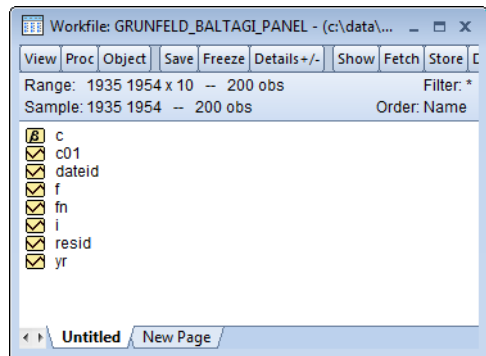 Workfile: GRUNFELD_BALTAGI_PANEL - (c:\data\...
View Proc Object Save Freeze Details+/- Show Fetch Store D
Range: 1935 1954 x 10 -- 200 obs Filter: *
Sample: 1935 1954 -- 200 obs Order: Name
β c
c01
dateid
f
fn
i
resid
yr
Untitled New Page